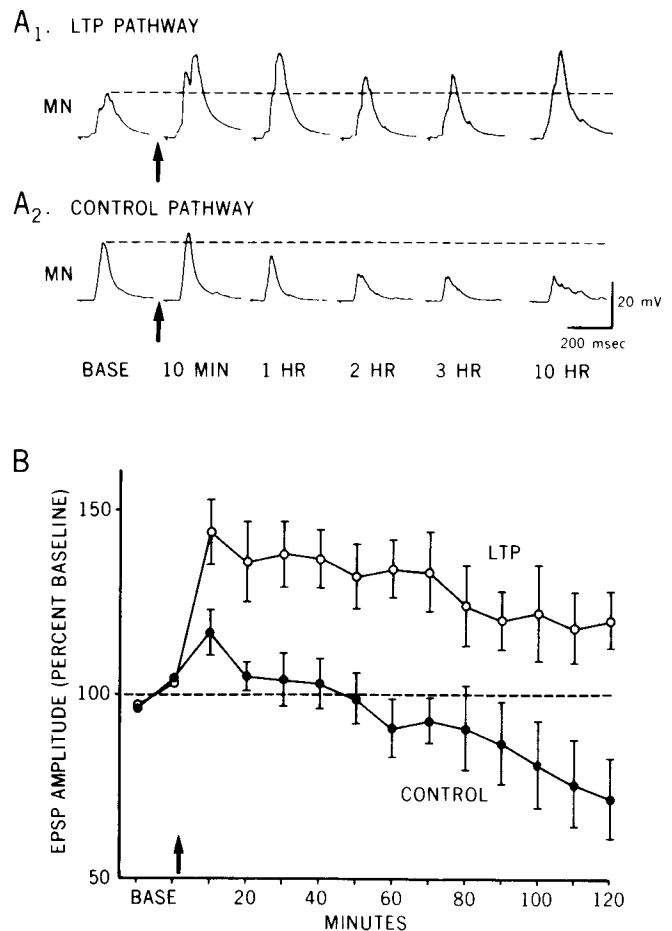 A1. LTP PATHWAY
MN
A2. CONTROL PATHWAY
MN
20 mV
200 msec
BASE 10 MIN 1 HR 2 HR 3 HR 10 HR
B
EPSP AMPLITUDE (PERCENT BASELINE)
150
100
50
LTP
CONTROL
BASE 20 40 60 80 100 120
MINUTES